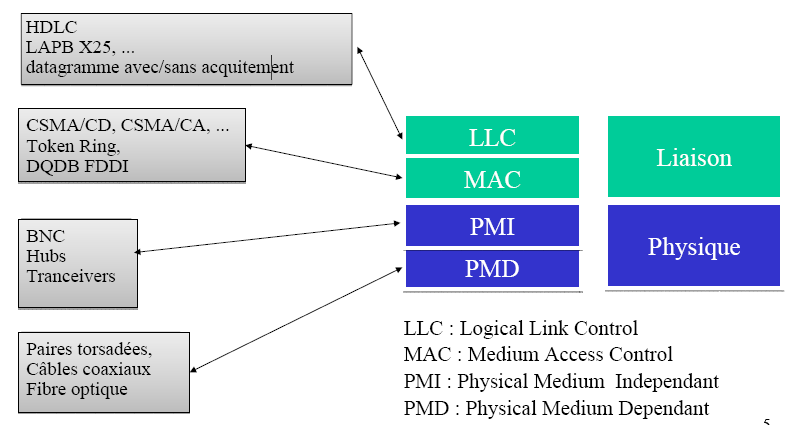 HDLC
LAPB X25, ...
datagramme avec/sans acquitement
CSMA/CD, CSMA/CA, ...
Token Ring,
DQDB FDDI
BNC
Hubs
Tranceivers
Paires torsadées,
Câbles coaxiaux
Fibre optique
LLC
MAC
PMI
PMD
Liaison
Physique
LLC : Logical Link Control
MAC : Medium Access Control
PMI : Physical Medium Independant
PMD : Physical Medium Dependant
5